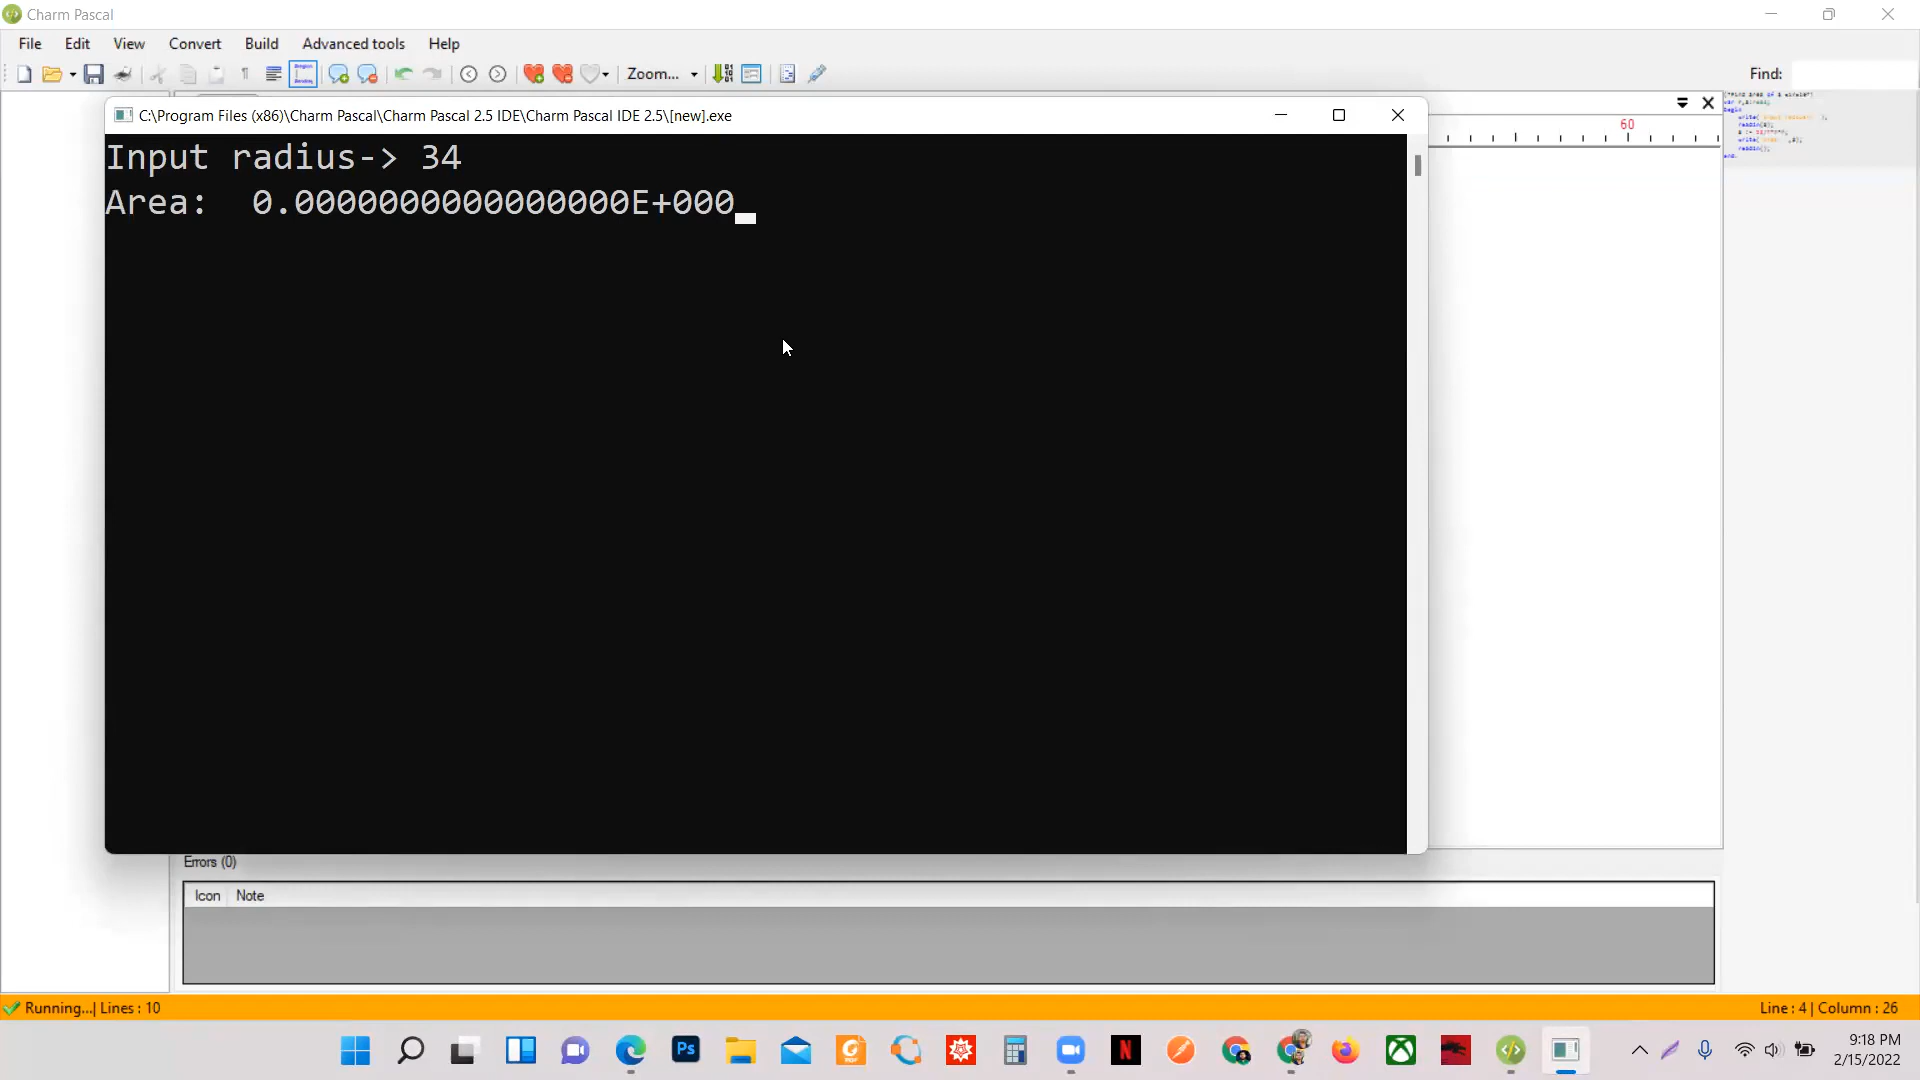 Charm Pascal
File Edit View Convert Build Advanced tools Help
Zoom... Find:
C:\Program Files (x86)\Charm Pascal\Charm Pascal 2.5 IDE\Charm Pascal IDE 2.5\[new].exe
60
Input radius-> 34
Area:  0.0000000000000000E+000
Errors (0)
Icon Note
Running...| Lines : 10
Line : 4 | Column : 26
Ps
N
9:18 PM
2/15/2022